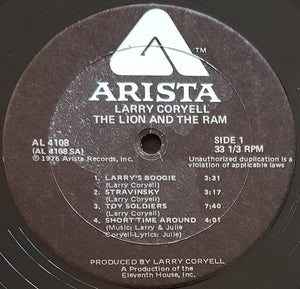 TM
ARISTA
LARRY CORYELL
THE LION AND THE RAM
AL 4108
(AL 4108 SA)
℗ 1976 Arista Records, Inc.
SIDE 1
33 1/3 RPM
Unauthorized duplication is a
violation of applicable laws
1. LARRY'S BOOGIE 3:31
(Larry Coryell)
2. STRAVINSKY 3:17
(Larry Coryell)
3. TOY SOLDIERS 7:40
(Larry Coryell)
4. SHORT TIME AROUND 4:01
(Music: Larry & Julie
Coryell-Lyrics: Julie)
PRODUCED BY LARRY CORYELL
A Production of the
Eleventh House, Inc.